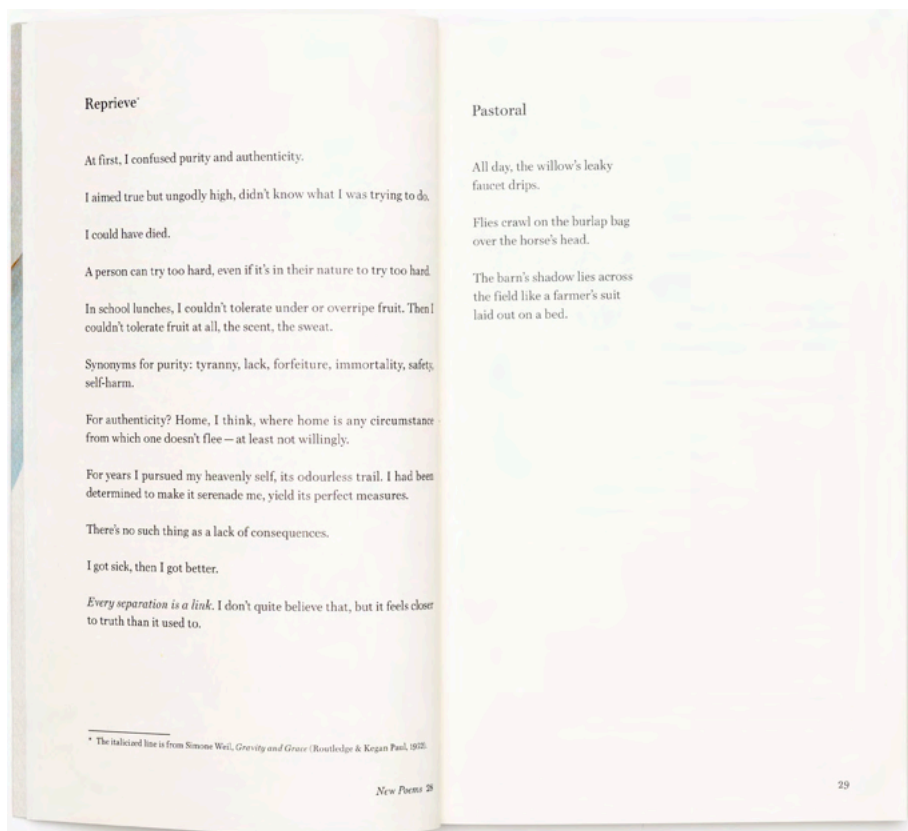 Reprieve*
At first, I confused purity and authenticity.
I aimed true but ungodly high, didn't know what I was trying to do.
I could have died.
A person can try too hard, even if it's in their nature to try too hard
In school lunches, I couldn't tolerate under or overripe fruit. Then I
couldn't tolerate fruit at all, the scent, the sweat.
Synonyms for purity: tyranny, lack, forfeiture, immortality, safety,
self-harm.
For authenticity? Home, I think, where home is any circumstance
from which one doesn't flee — at least not willingly.
For years I pursued my heavenly self, its odourless trail. I had been
determined to make it serenade me, yield its perfect measures.
There's no such thing as a lack of consequences.
I got sick, then I got better.
Every separation is a link. I don't quite believe that, but it feels closer
to truth than it used to.
* The italicized line is from Simone Weil, Gravity and Grace (Routledge & Kegan Paul,
New Poems 28
Pastoral
All day, the willow's leaky
faucet drips.
Flies crawl on the burlap bag
over the horse's head.
The barn's shadow lies across
the field like a farmer's suit
laid out on a bed.
29